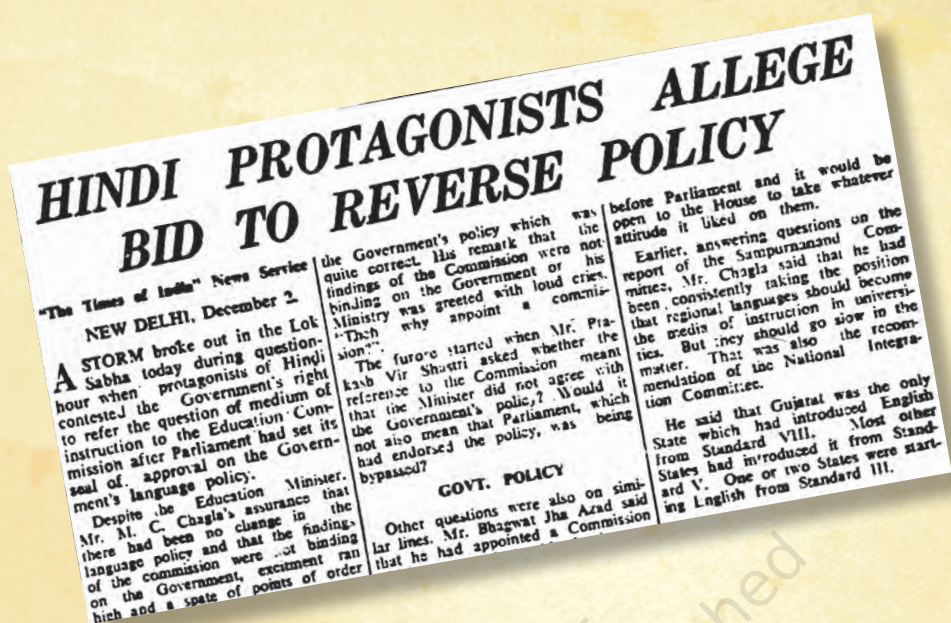 HINDI PROTAGONISTS ALLEGE
BID TO REVERSE POLICY
"The Times of India" News Service
NEW DELHI, December 2
A STORM broke out in the Lok
Sabha today during question-
hour when protagonists of Hindi
contested the Government's right
to refer the question of medium of
instruction to the Education Com-
mission after Parliament had set its
seal of approval on the Govern-
ment's language policy.
Despite the Education Minister.
Mr. M. C. Chagla's assurance that
there had been no change in the
language policy and that the findings
of the commission were not binding
on the Government, excitment ran
high and a spate of points of order
the Government's policy which was
quite correct. His remark that the
findings of the Commission were not
binding on the Government or his
Ministry was greeted with loud cries.
"Then why appoint a commis-
sion?"
The furore started when Mr. Pra-
kash Vir Shastri asked whether the
reference to the Commission meant
that the Minister did not agree with
the Government's policy? Would it
not also mean that Parliament, which
had endorsed the policy, was being
bypassed?
GOVT. POLICY
Other questions were also on simi-
lar lines. Mr. Bhagwat Jha Azad said
that he had appointed a Commission
before Parliament and it would be
open to the House to take whatever
attitude it liked on them.
Earlier, answering questions on the
report of the Sampurnanand Com-
mittee, Mr. Chagla said that he had
been consistently taking the position
that regional languages should become
the media of instruction in universi-
ties. But they should go slow in the
matter. That was also the recom-
mendation of the National Integra-
tion Committee.
He said that Gujarat was the only
State which had introduced English
from Standard VIII. Most other
States had introduced it from Stand-
ard V. One or two States were start-
ing English from Standard III.